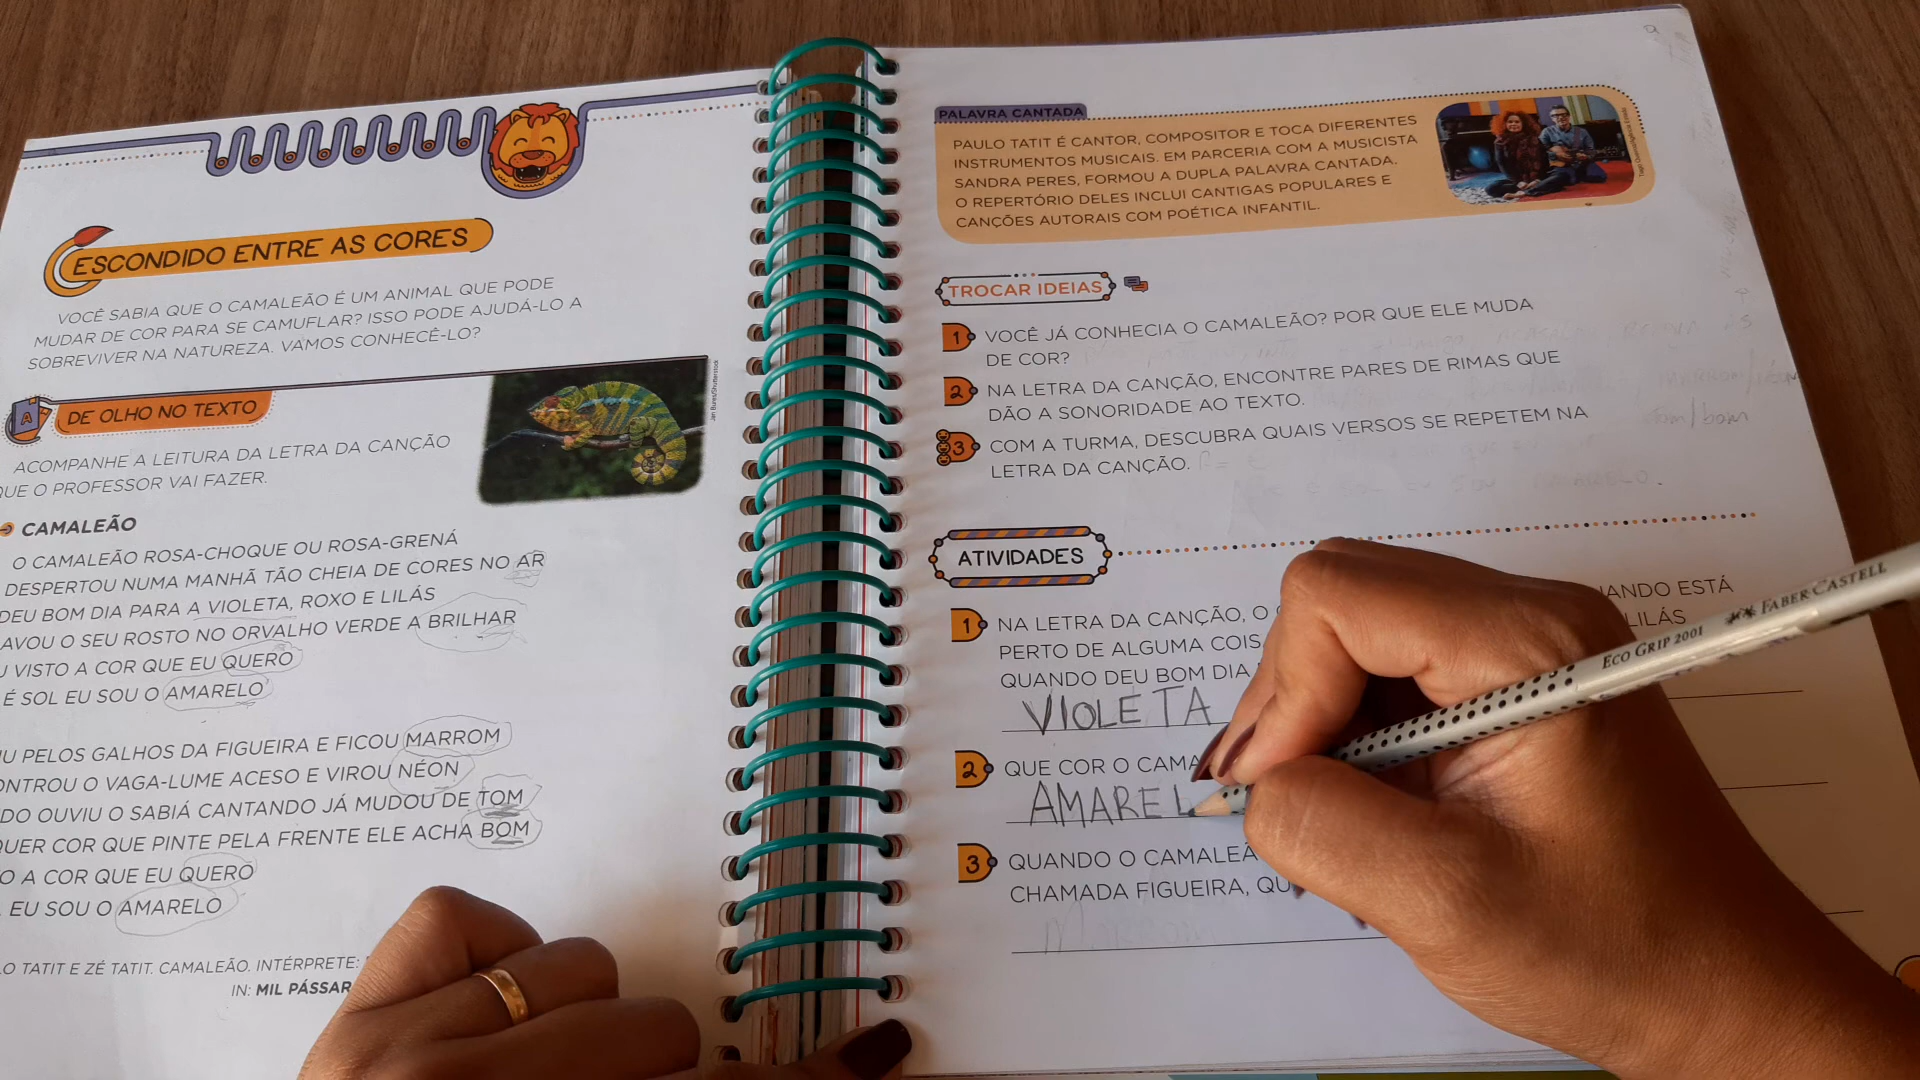 ESCONDIDO ENTRE AS CORES
VOCÊ SABIA QUE O CAMALEÃO É UM ANIMAL QUE PODE
MUDAR DE COR PARA SE CAMUFLAR? ISSO PODE AJUDÁ-LO A
SOBREVIVER NA NATUREZA. VAMOS CONHECÊ-LO?
A
DE OLHO NO TEXTO
ACOMPANHE A LEITURA DA LETRA DA CANÇÃO
QUE O PROFESSOR VAI FAZER.
Jan Bures/Shutterstock
CAMALEÃO
O CAMALEÃO ROSA-CHOQUE OU ROSA-GRENÁ
DESPERTOU NUMA MANHÃ TÃO CHEIA DE CORES NO AR
DEU BOM DIA PARA A VIOLETA, ROXO E LILÁS
AVOU O SEU ROSTO NO ORVALHO VERDE A BRILHAR
VISTO A COR QUE EU QUERO
É SOL EU SOU O AMARELO
U PELOS GALHOS DA FIGUEIRA E FICOU MARROM
ONTROU O VAGA-LUME ACESO E VIROU NÉON
DO OUVIU O SABIÁ CANTANDO JÁ MUDOU DE TOM
QUER COR QUE PINTE PELA FRENTE ELE ACHA BOM
O A COR QUE EU QUERO
EU SOU O AMARELO
LO TATIT E ZÉ TATIT. CAMALEÃO. INTÉRPRETE:
IN: MIL PÁSSAR
PALAVRA CANTADA
PAULO TATIT É CANTOR, COMPOSITOR E TOCA DIFERENTES
INSTRUMENTOS MUSICAIS. EM PARCERIA COM A MUSICISTA
SANDRA PERES, FORMOU A DUPLA PALAVRA CANTADA.
O REPERTÓRIO DELES INCLUI CANTIGAS POPULARES E
CANÇÕES AUTORAIS COM POÉTICA INFANTIL.
TROCAR IDEIAS
1 VOCÊ JÁ CONHECIA O CAMALEÃO? POR QUE ELE MUDA
DE COR?
2 NA LETRA DA CANÇÃO, ENCONTRE PARES DE RIMAS QUE
DÃO A SONORIDADE AO TEXTO.
tom/bom
3 COM A TURMA, DESCUBRA QUAIS VERSOS SE REPETEM NA
LETRA DA CANÇÃO.
ATIVIDADES
1 NA LETRA DA CANÇÃO, O ANDO ESTÁ
PERTO DE ALGUMA COIS LILÁS
QUANDO DEU BOM DIA
VIOLETA
2 QUE COR O CAMA
AMAREL
3 QUANDO O CAMALEÃ
CHAMADA FIGUEIRA, QU
MARROM
ECO GRIP 2001 FABER-CASTELL